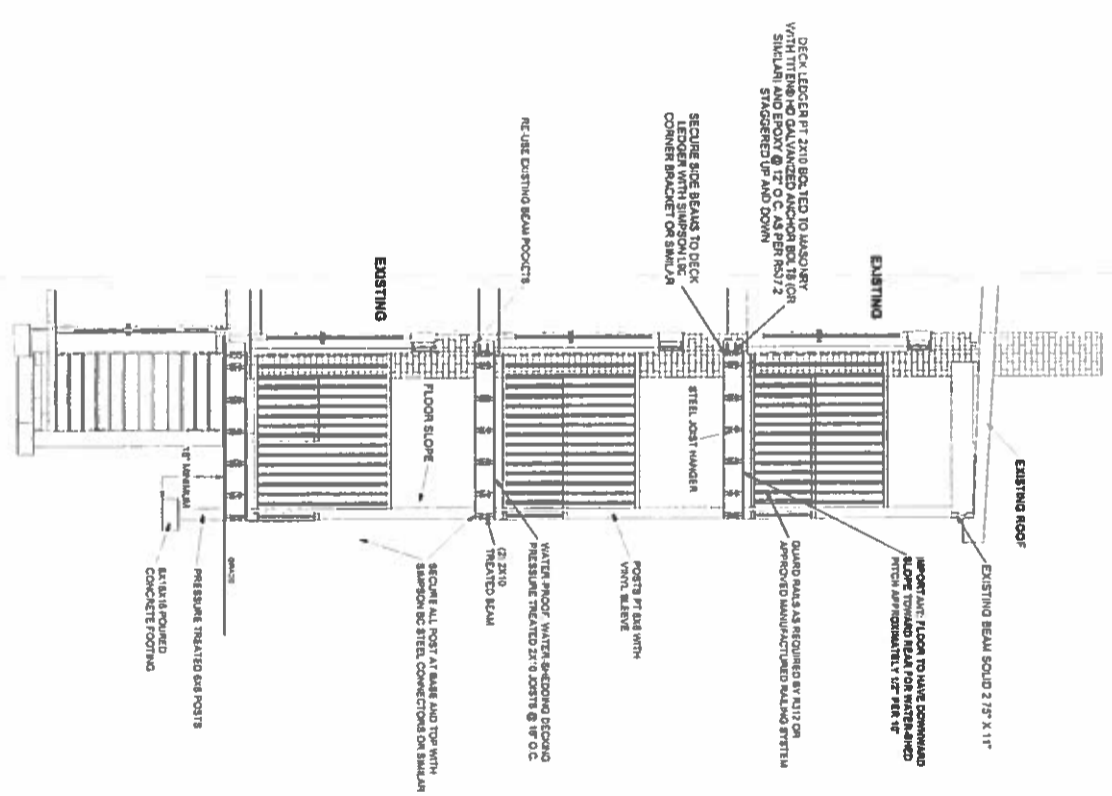 DECK LEDGER PT 2X10 BOLTED TO MASONRY
WITH TITEN HD GALVANIZED ANCHOR BOLTS (OR
SIMILAR) AND EPOXY @ 12" O.C. AS PER R507.2
STAGGERED UP AND DOWN
SECURE SIDE BEAMS TO DECK
LEDGER WITH SIMPSON
CORNER BRACKET OR SIMILAR
RE-USE EXISTING BEAM POCKETS
EXISTING
EXISTING
EXISTING ROOF
STEEL JOIST HANGER
FLOOR SLOPE
18" MINIMUM
GRADE
EXISTING BEAM SOLID 2.75" X 11"
IMPORTANT: FLOOR TO HAVE DOWNWARD
SLOPE TOWARD REAR FOR WATER-SHED
PITCH APPROXIMATELY 1/2" PER
GUARD RAILS AS REQUIRED BY R312 OR
APPROVED MANUFACTURED RAILING SYSTEM
POSTS PT 6X6 WITH
VINYL SLEEVE
WATER-PROOF, WATER-SHEDDING DECKING
PRESSURE TREATED 2X10 JOISTS @ 16" O.C.
(2) 2X10
TREATED BEAM
SECURE ALL POST AT BASE AND TOP WITH
SIMPSON BC STEEL CONNECTORS OR SIMILAR
PRESSURE TREATED 6X6 POSTS
8X16X16 POURED
CONCRETE FOOTING